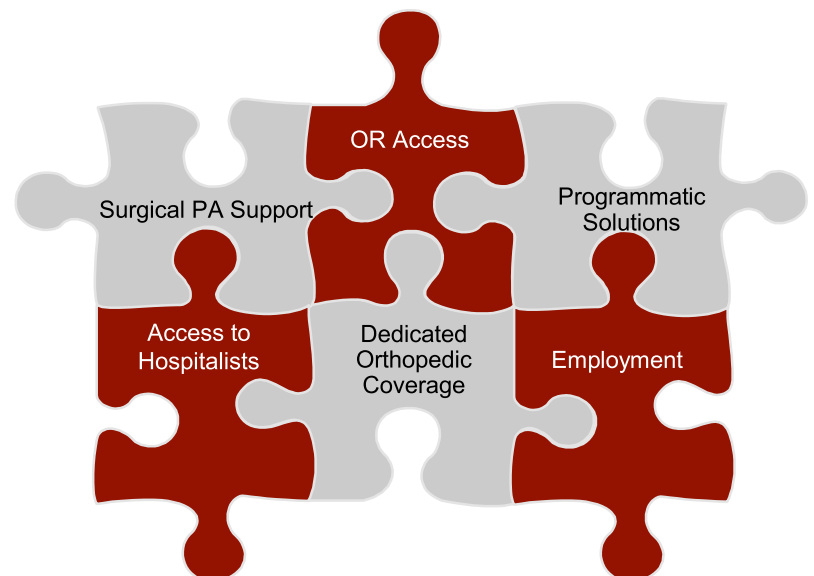 OR Access
Surgical PA Support
Programmatic
Solutions
Access to
Hospitalists
Dedicated
Orthopedic
Coverage
Employment